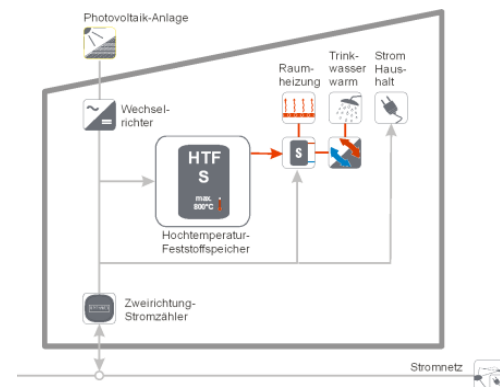 Photovoltaik-Anlage
Raum-
heizung
Trink-
wasser
warm
Strom
Haus-
halt
Wechsel-
richter
HTF
S
max.
800°C
S
Hochtemperatur-
Feststoffspeicher
Zweirichtung-
Stromzähler
Stromnetz